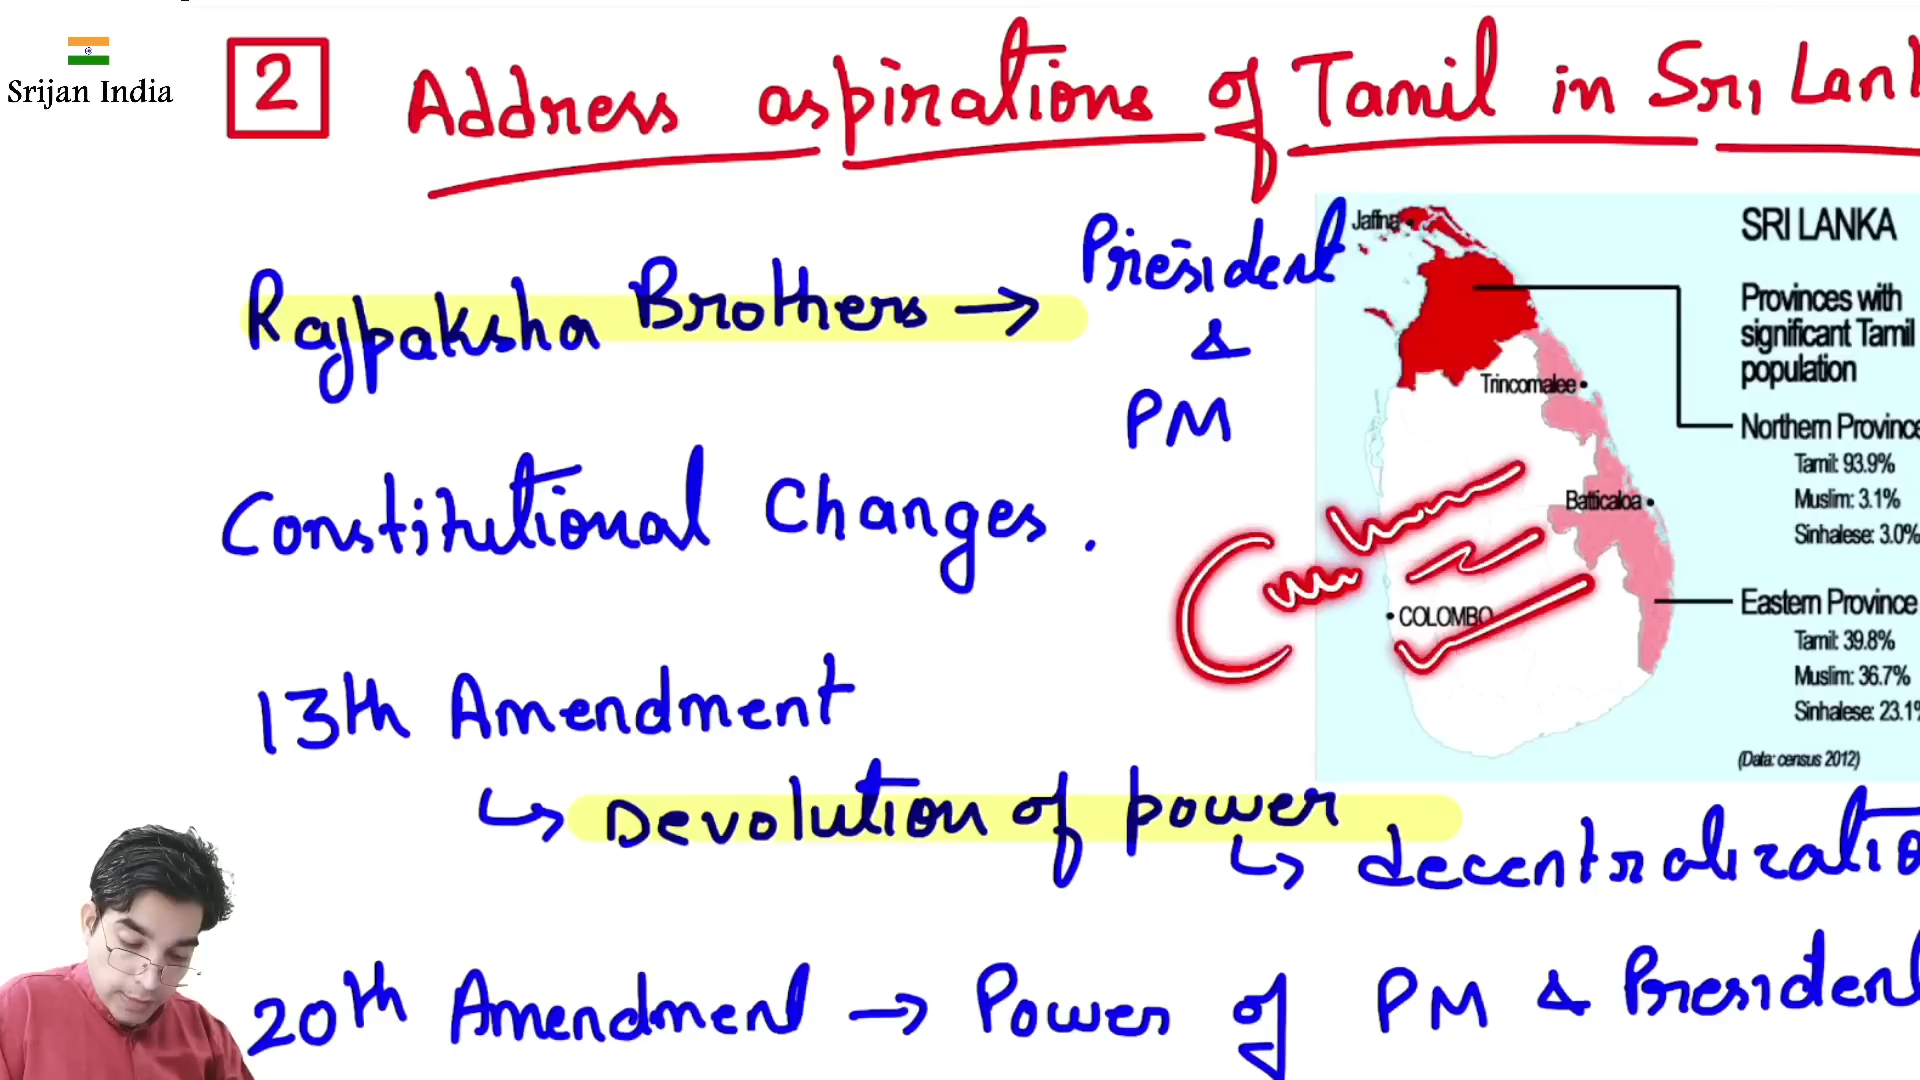 Srijan India
2 Address aspirations of Tamil in Sri Lank
Rajpaksha Brothers → President
&
PM
Constitutional Changes.
13th Amendment
↳ Devolution of power
↳ decentralizatio
20th Amendment → Power of PM & President
Jaffna
Trincomalee
Batticaloa
COLOMBO
SRI LANKA
Provinces with
significant Tamil
population
Northern Province
Tamil: 93.9%
Muslim: 3.1%
Sinhalese: 3.0%
Eastern Province
Tamil: 39.8%
Muslim: 36.7%
Sinhalese: 23.1%
(Data: census 2012)